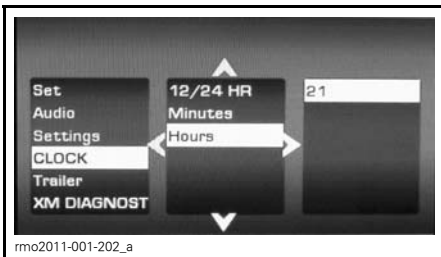 Set
Audio
Settings
CLOCK
Trailer
XM DIAGNOST
12/24 HR
Minutes
Hours
21
rmo2011-001-202_a